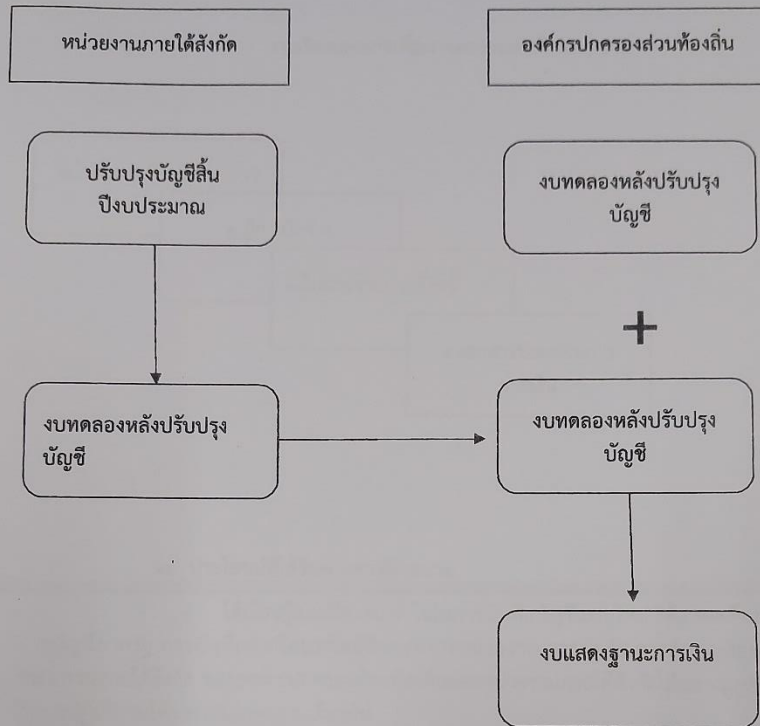 หน่วยงานภายใต้สังกัด
องค์กรปกครองส่วนท้องถิ่น
ปรับปรุงบัญชีสิ้น
ปีงบประมาณ
งบทดลองหลังปรับปรุง
บัญชี
+
งบทดลองหลังปรับปรุง
บัญชี
งบทดลองหลังปรับปรุง
บัญชี
งบแสดงฐานะการเงิน